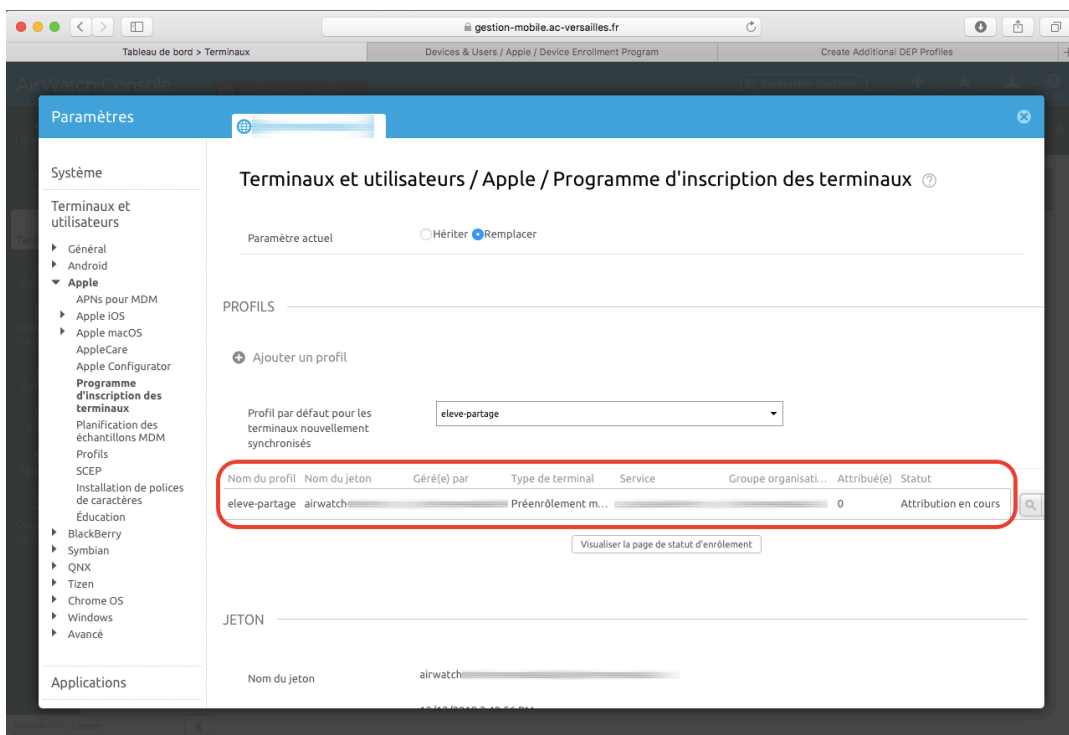 gestion-mobile.ac-versailles.fr
Tableau de bord > Terminaux
Devices & Users / Apple / Device Enrollment Program
Create Additional DEP Profiles
AirWatch Console
Rechercher dans AW
Paramètres
Système
Terminaux et
utilisateurs
Général
Android
Apple
APNs pour MDM
Apple iOS
Apple macOS
AppleCare
Apple Configurator
Programme
d'inscription des
terminaux
Planification des
échantillons MDM
Profils
SCEP
Installation de polices
de caractères
Éducation
BlackBerry
Symbian
QNX
Tizen
Chrome OS
Windows
Avancé
Applications
Terminaux et utilisateurs / Apple / Programme d'inscription des terminaux
Paramètre actuel
Hériter Remplacer
PROFILS
Ajouter un profil
Profil par défaut pour les
terminaux nouvellement
synchronisés
eleve-partage
Nom du profil Nom du jeton Géré(e) par Type de terminal Service Groupe organisati... Attribué(e) Statut
eleve-partage airwatch Préenrôlement m... 0 Attribution en cours
Visualiser la page de statut d'enrôlement
JETON
Nom du jeton
airwatch